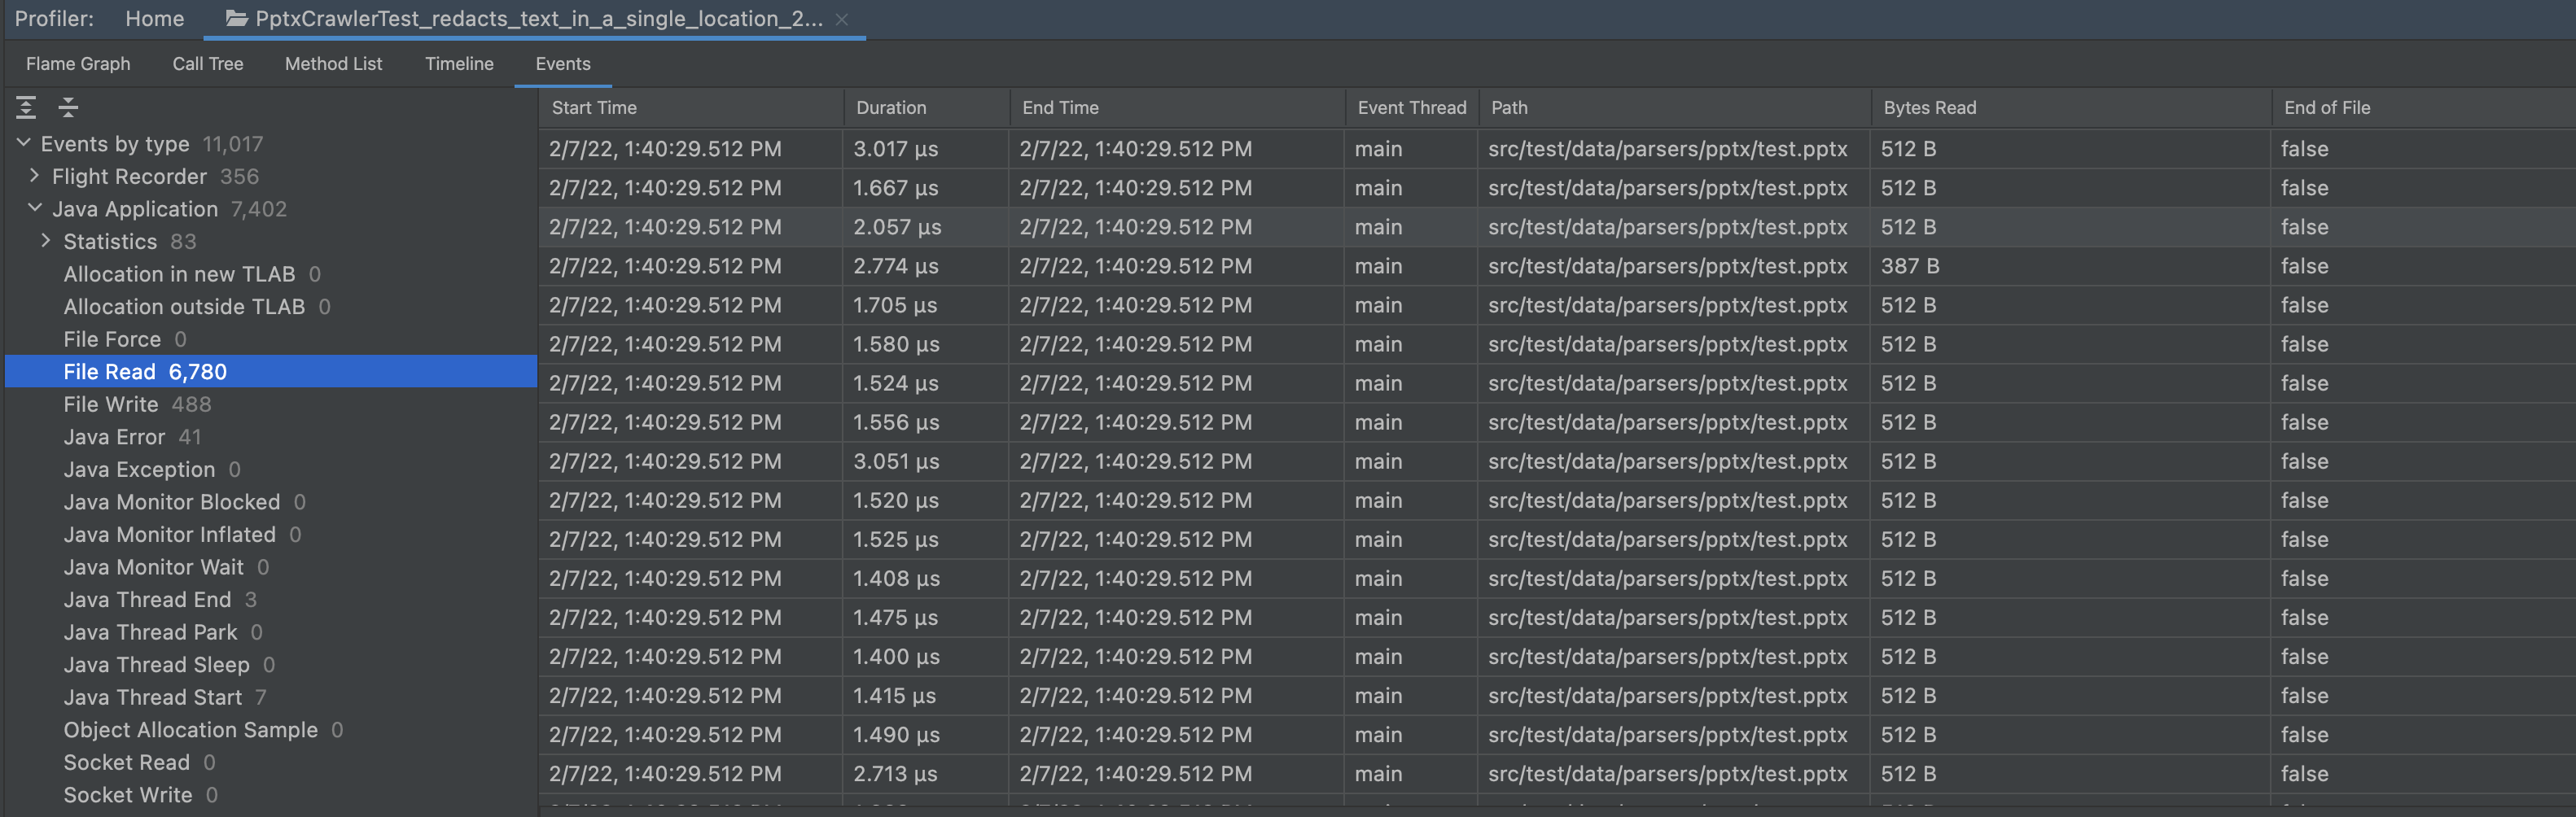 Profiler: Home PptxCrawlerTest_redacts_text_in_a_single_location_2...
Flame Graph Call Tree Method List Timeline Events
Events by type 11,017
Flight Recorder 356
Java Application 7,402
Statistics 83
Allocation in new TLAB 0
Allocation outside TLAB 0
File Force 0
File Read 6,780
File Write 488
Java Error 41
Java Exception 0
Java Monitor Blocked 0
Java Monitor Inflated 0
Java Monitor Wait 0
Java Thread End 3
Java Thread Park 0
Java Thread Sleep 0
Java Thread Start 7
Object Allocation Sample 0
Socket Read 0
Socket Write 0
Start Time Duration End Time Event Thread Path Bytes Read End of File
2/7/22, 1:40:29.512 PM 3.017 µs 2/7/22, 1:40:29.512 PM main src/test/data/parsers/pptx/test.pptx 512 B false
2/7/22, 1:40:29.512 PM 1.667 µs 2/7/22, 1:40:29.512 PM main src/test/data/parsers/pptx/test.pptx 512 B false
2/7/22, 1:40:29.512 PM 2.057 µs 2/7/22, 1:40:29.512 PM main src/test/data/parsers/pptx/test.pptx 512 B false
2/7/22, 1:40:29.512 PM 2.774 µs 2/7/22, 1:40:29.512 PM main src/test/data/parsers/pptx/test.pptx 387 B false
2/7/22, 1:40:29.512 PM 1.705 µs 2/7/22, 1:40:29.512 PM main src/test/data/parsers/pptx/test.pptx 512 B false
2/7/22, 1:40:29.512 PM 1.580 µs 2/7/22, 1:40:29.512 PM main src/test/data/parsers/pptx/test.pptx 512 B false
2/7/22, 1:40:29.512 PM 1.524 µs 2/7/22, 1:40:29.512 PM main src/test/data/parsers/pptx/test.pptx 512 B false
2/7/22, 1:40:29.512 PM 1.556 µs 2/7/22, 1:40:29.512 PM main src/test/data/parsers/pptx/test.pptx 512 B false
2/7/22, 1:40:29.512 PM 3.051 µs 2/7/22, 1:40:29.512 PM main src/test/data/parsers/pptx/test.pptx 512 B false
2/7/22, 1:40:29.512 PM 1.520 µs 2/7/22, 1:40:29.512 PM main src/test/data/parsers/pptx/test.pptx 512 B false
2/7/22, 1:40:29.512 PM 1.525 µs 2/7/22, 1:40:29.512 PM main src/test/data/parsers/pptx/test.pptx 512 B false
2/7/22, 1:40:29.512 PM 1.408 µs 2/7/22, 1:40:29.512 PM main src/test/data/parsers/pptx/test.pptx 512 B false
2/7/22, 1:40:29.512 PM 1.475 µs 2/7/22, 1:40:29.512 PM main src/test/data/parsers/pptx/test.pptx 512 B false
2/7/22, 1:40:29.512 PM 1.400 µs 2/7/22, 1:40:29.512 PM main src/test/data/parsers/pptx/test.pptx 512 B false
2/7/22, 1:40:29.512 PM 1.415 µs 2/7/22, 1:40:29.512 PM main src/test/data/parsers/pptx/test.pptx 512 B false
2/7/22, 1:40:29.512 PM 1.490 µs 2/7/22, 1:40:29.512 PM main src/test/data/parsers/pptx/test.pptx 512 B false
2/7/22, 1:40:29.512 PM 2.713 µs 2/7/22, 1:40:29.512 PM main src/test/data/parsers/pptx/test.pptx 512 B false